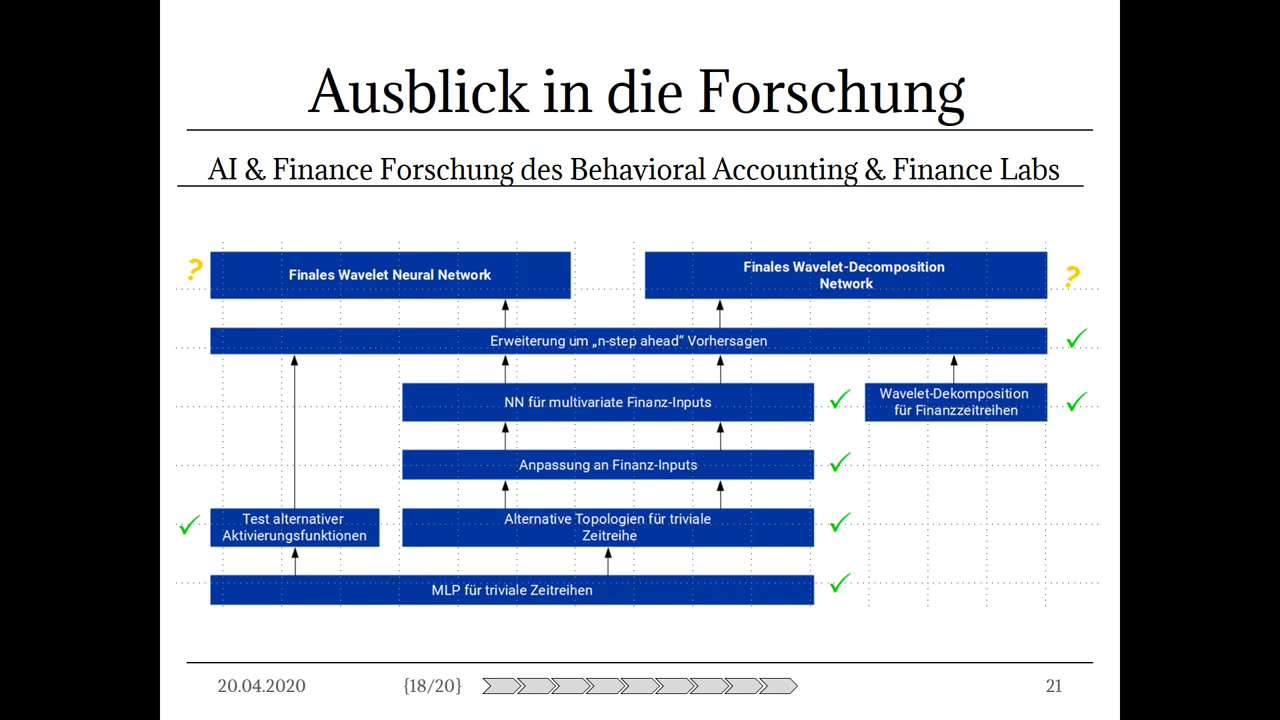 Ausblick in die Forschung
AI & Finance Forschung des Behavioral Accounting & Finance Labs
?
Finales Wavelet Neural Network
Finales Wavelet-Decomposition
Network
?
Erweiterung um „n-step ahead“ Vorhersagen
NN für multivariate Finanz-Inputs
Wavelet-Dekomposition
für Finanzzeitreihen
Anpassung an Finanz-Inputs
Test alternativer
Aktivierungsfunktionen
Alternative Topologien für triviale
Zeitreihe
MLP für triviale Zeitreihen
20.04.2020
{18/20}
21